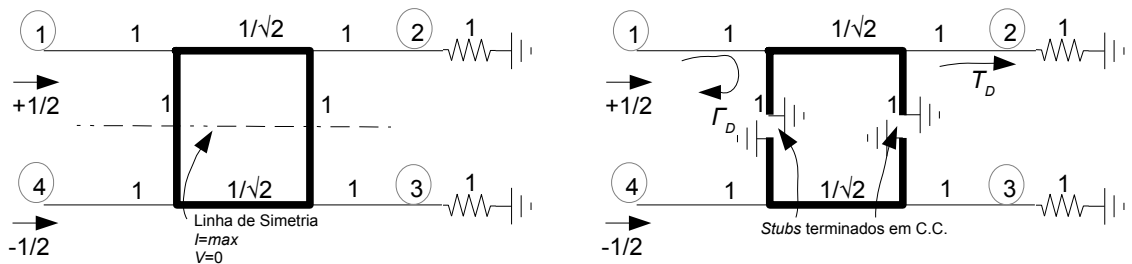 1 1 1/√2 1 2 1
+1/2
1 1
4 1 1/√2 1 3 1
-1/2
Linha de Simetria
I=max
V=0
1 1 1/√2 1 2 1
+1/2
Γ_D
T_D
1 1
4 1 1/√2 1 3 1
-1/2
Stubs terminados em C.C.